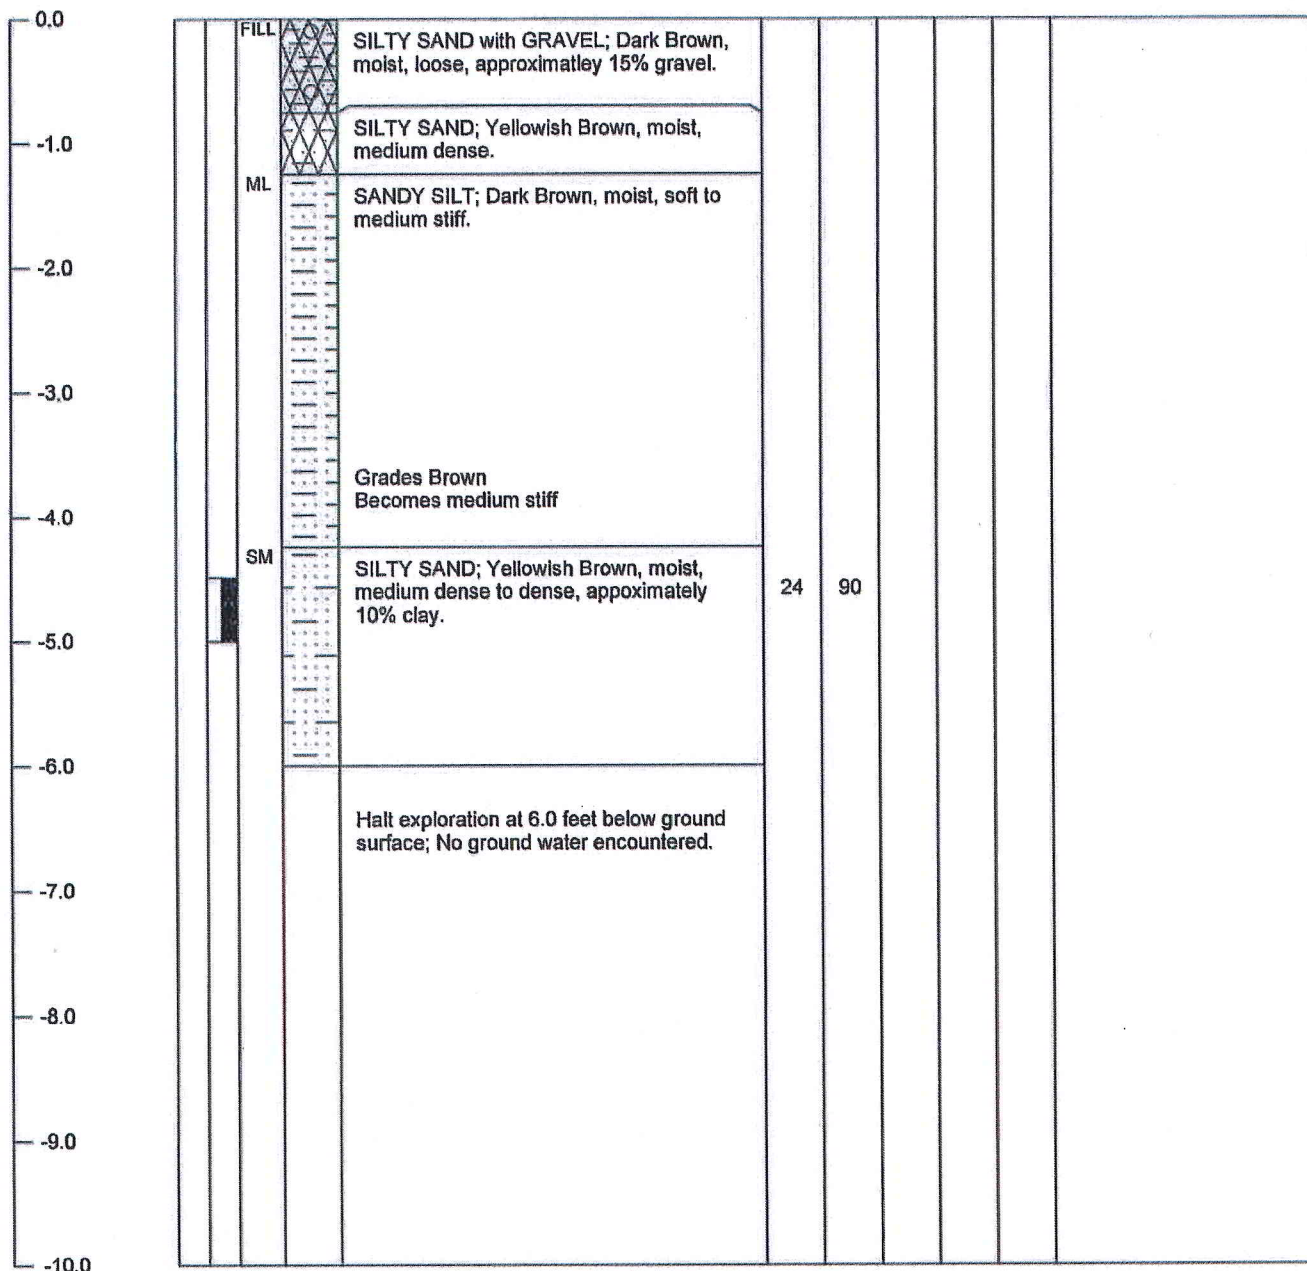 0.0
FILL
SILTY SAND with GRAVEL; Dark Brown,
moist, loose, approximatley 15% gravel.
SILTY SAND; Yellowish Brown, moist,
medium dense.
-1.0
ML
SANDY SILT; Dark Brown, moist, soft to
medium stiff.
-2.0
-3.0
Grades Brown
Becomes medium stiff
-4.0
SM
SILTY SAND; Yellowish Brown, moist,
medium dense to dense, appoximately
10% clay.
24 90
-5.0
-6.0
Halt exploration at 6.0 feet below ground
surface; No ground water encountered.
-7.0
-8.0
-9.0
-10.0